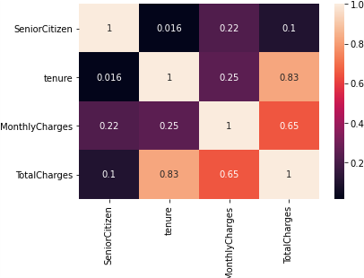 SeniorCitizen 1 0.016 0.22 0.1
tenure 0.016 1 0.25 0.83
MonthlyCharges 0.22 0.25 1 0.65
TotalCharges 0.1 0.83 0.65 1
SeniorCitizen
tenure
MonthlyCharges
TotalCharges
1.0
0.8
0.6
0.4
0.2